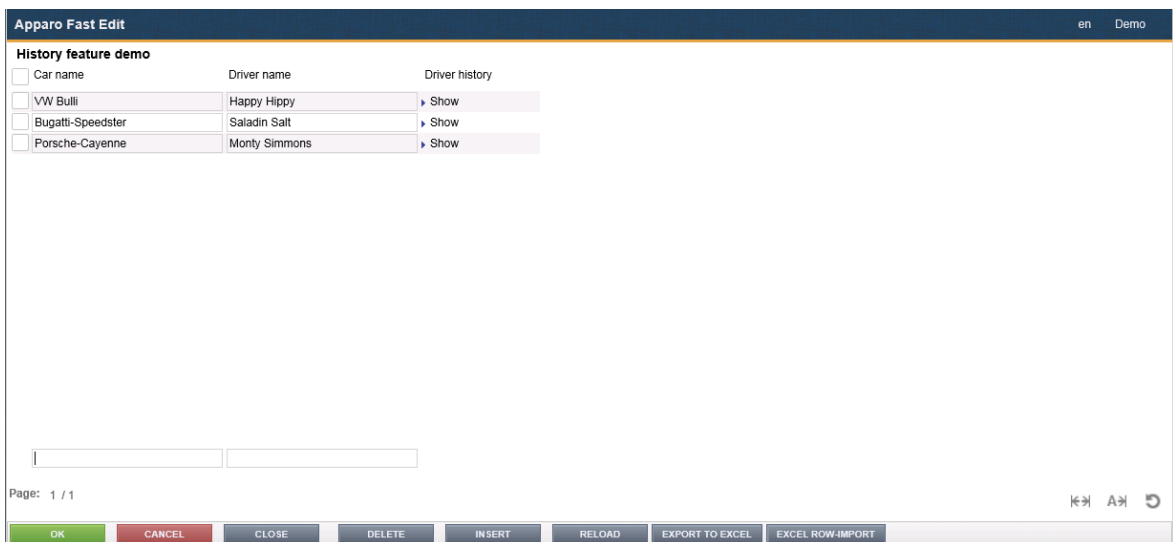 Apparo Fast Edit en Demo
History feature demo
Car name Driver name Driver history
VW Bulli Happy Hippy Show
Bugatti-Speedster Saladin Salt Show
Porsche-Cayenne Monty Simmons Show
Page: 1 / 1
OK CANCEL CLOSE DELETE INSERT RELOAD EXPORT TO EXCEL EXCEL ROW-IMPORT